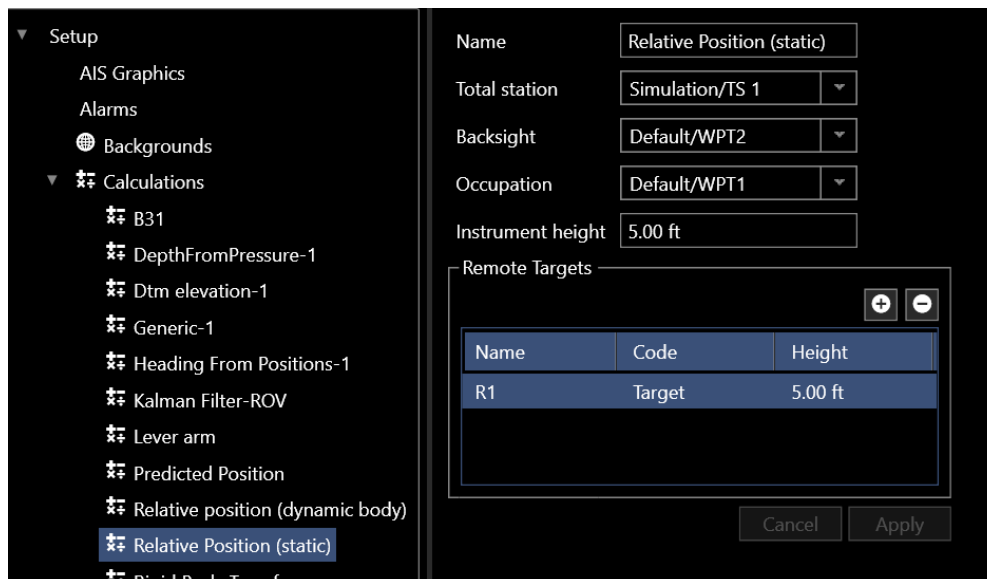 Setup
AIS Graphics
Alarms
Backgrounds
Calculations
B31
DepthFromPressure-1
Dtm elevation-1
Generic-1
Heading From Positions-1
Kalman Filter-ROV
Lever arm
Predicted Position
Relative position (dynamic body)
Relative Position (static)
Name Relative Position (static)
Total station Simulation/TS 1
Backsight Default/WPT2
Occupation Default/WPT1
Instrument height 5.00 ft
Remote Targets
Name Code Height
R1 Target 5.00 ft
Cancel Apply